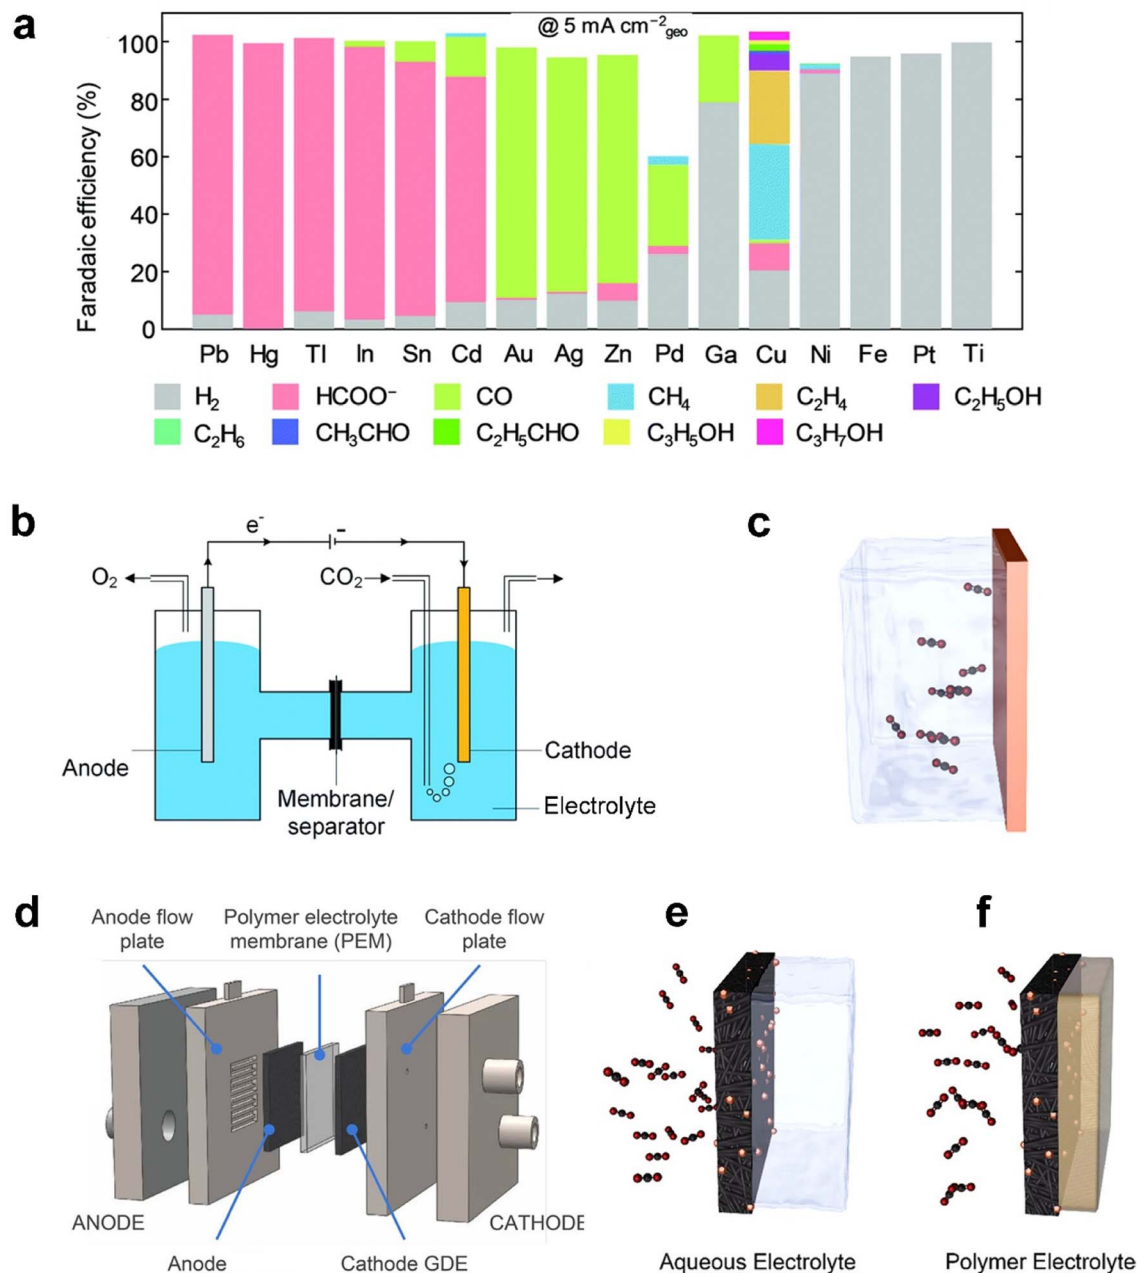 a
@ 5 mA cm⁻²geo
Faradaic efficiency (%)
100
80
60
40
20
0
Pb Hg Tl In Sn Cd Au Ag Zn Pd Ga Cu Ni Fe Pt Ti
H₂ HCOO⁻ CO CH₄ C₂H₄ C₂H₅OH
C₂H₆ CH₃CHO C₂H₅CHO C₃H₅OH C₃H₇OH
b
e⁻
-
O₂
CO₂
Anode
Cathode
Membrane/
separator
Electrolyte
c
d
Anode flow
plate
Polymer electrolyte
membrane (PEM)
Cathode flow
plate
ANODE
CATHODE
Anode
Cathode GDE
e
Aqueous Electrolyte
f
Polymer Electrolyte